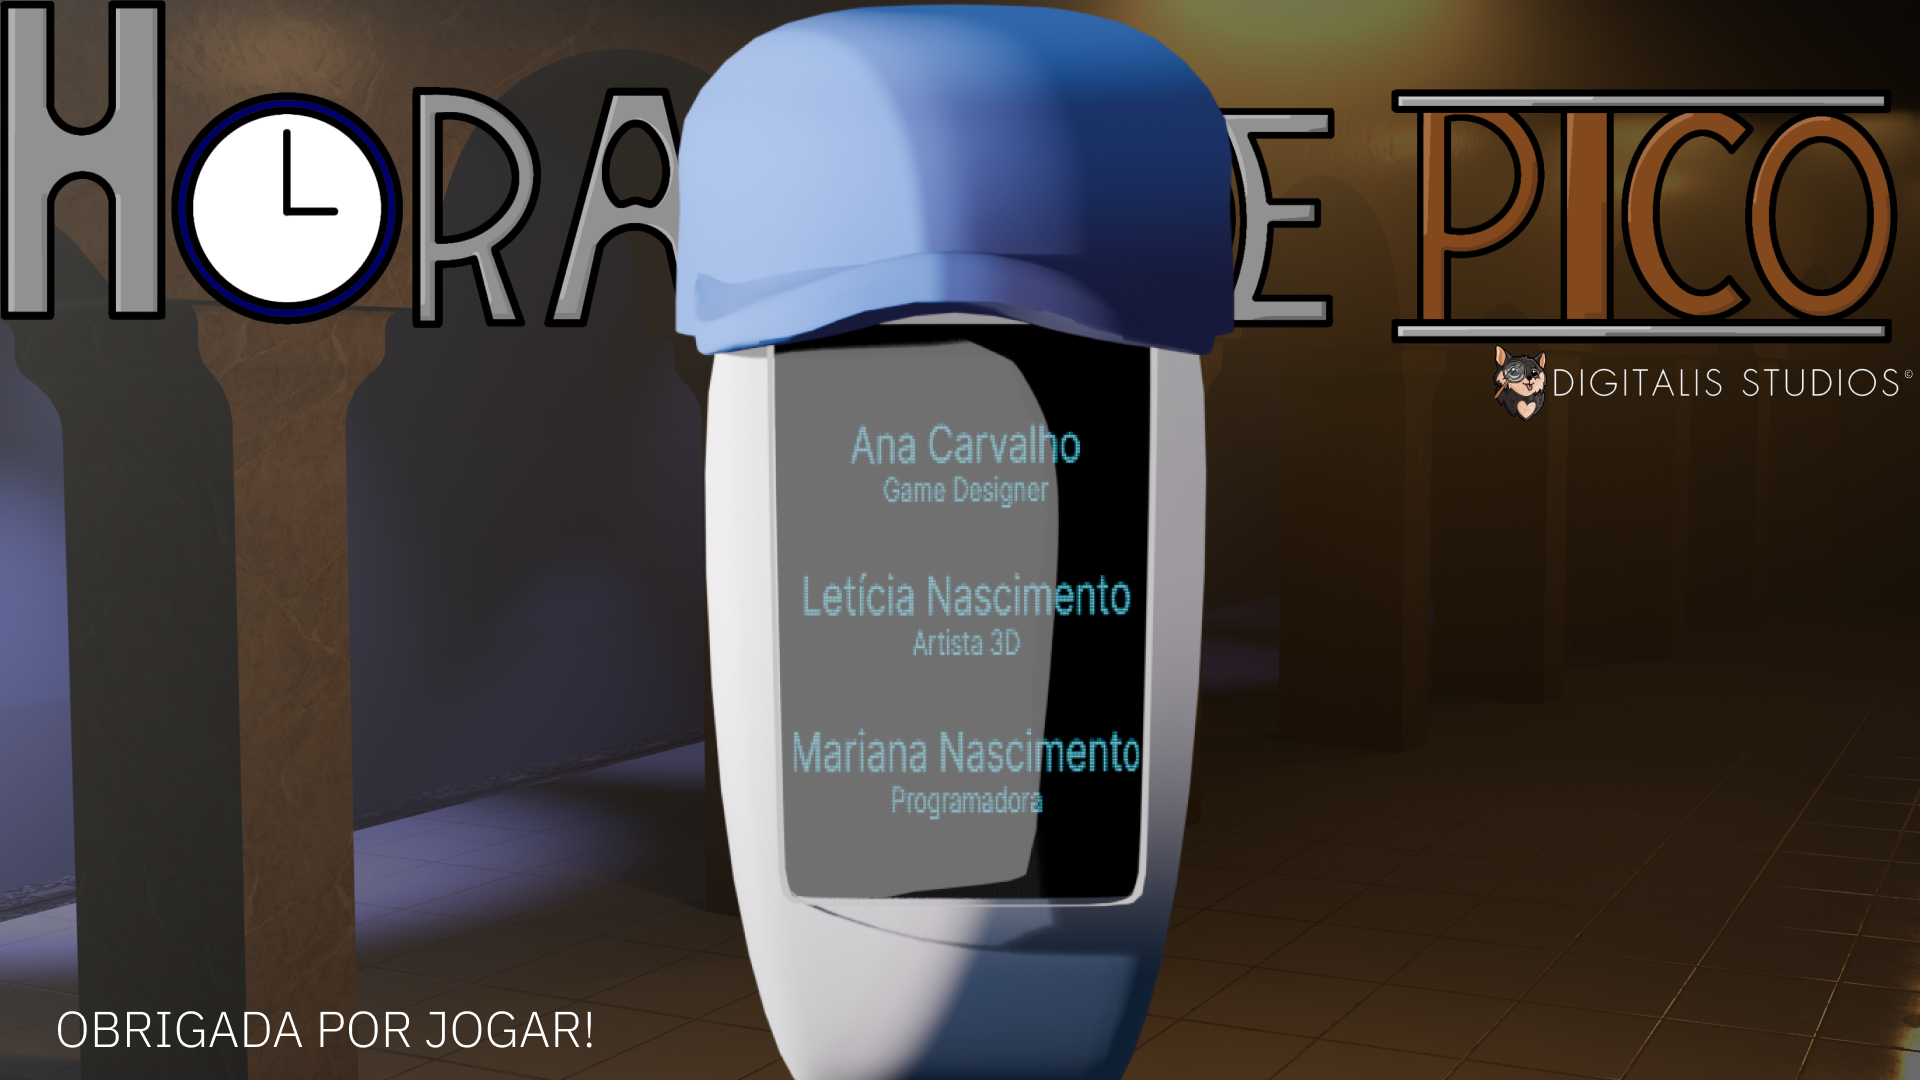 HORA DE PICO
DIGITALIS STUDIOS©
Ana Carvalho
Game Designer
Letícia Nascimento
Artista 3D
Mariana Nascimento
Programadora
OBRIGADA POR JOGAR!